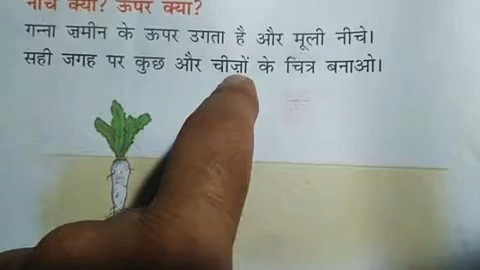 नीचे क्या? ऊपर क्या?
गन्ना ज़मीन के ऊपर उगता है और मूली नीचे।
सही जगह पर कुछ और चीज़ों के चित्र बनाओ।